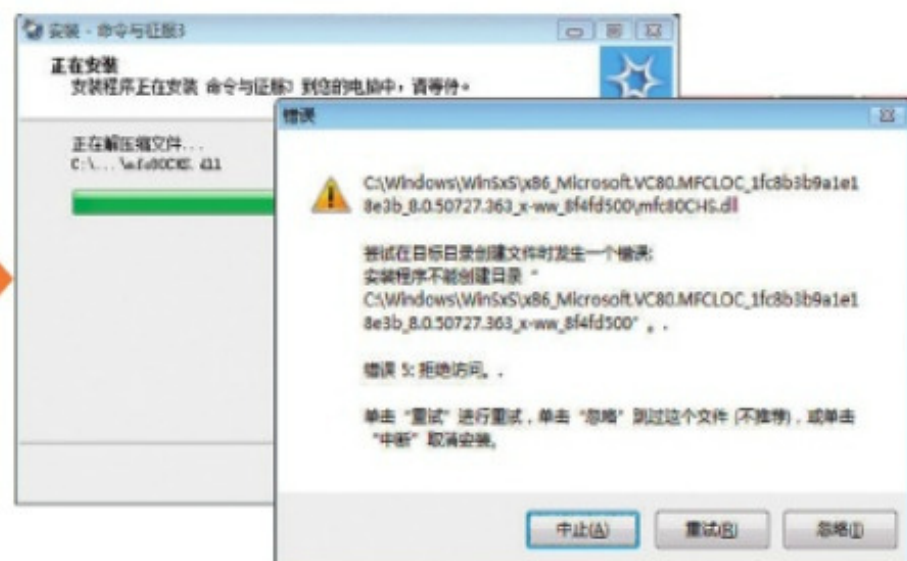 安装 - 命令与征服3
正在安装
安装程序正在安装 命令与征服3 到您的电脑中，请等待。
正在解压缩文件...
C:\...\mfc80CHS.dll
错误
C:\Windows\WinSxS\x86_Microsoft.VC80.MFCLOC_1fc8b3b9a1e1
8e3b_8.0.50727.363_x-ww_8f4fd500\mfc80CHS.dll
尝试在目标目录创建文件时发生一个错误:
安装程序不能创建目录 “
C:\Windows\WinSxS\x86_Microsoft.VC80.MFCLOC_1fc8b3b9a1e1
8e3b_8.0.50727.363_x-ww_8f4fd500” 。.
错误 5: 拒绝访问。.
单击 “重试” 进行重试，单击 “忽略” 跳过这个文件 (不推荐)，或单击
“中断” 取消安装。
中止(A)
重试(R)
忽略(I)